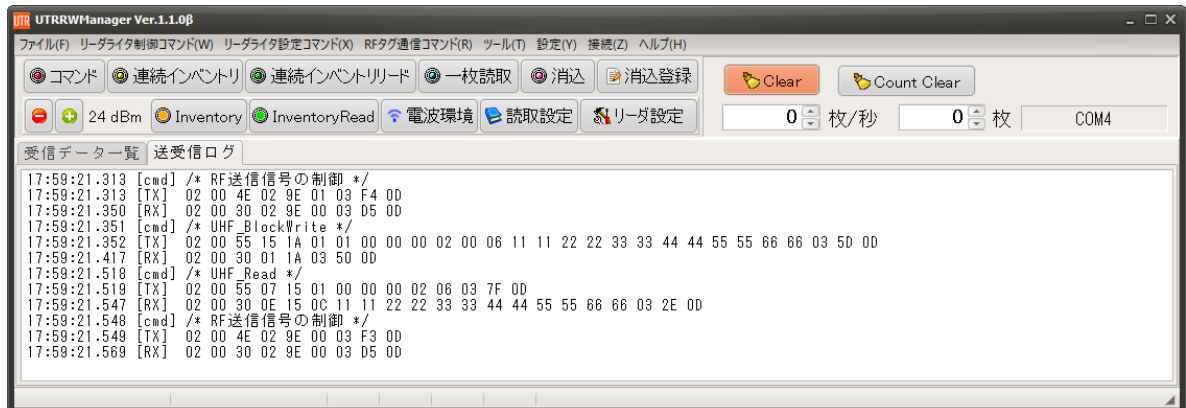 UTR UTRRWManager Ver.1.1.0β
ファイル(F) リーダライタ制御コマンド(W) リーダライタ設定コマンド(X) RFタグ通信コマンド(R) ツール(T) 設定(Y) 接続(Z) ヘルプ(H)
コマンド 連続インベントリ 連続インベントリリード 一枚読取 消込 消込登録 Clear Count Clear
24 dBm Inventory InventoryRead 電波環境 読取設定 リーダ設定 0 枚/秒 0 枚 COM4
受信データ一覧 送受信ログ
17:59:21.313 [cmd] /* RF送信信号の制御 */
17:59:21.313 [TX] 02 00 4E 02 9E 01 03 F4 0D
17:59:21.350 [RX] 02 00 30 02 9E 00 03 D5 0D
17:59:21.351 [cmd] /* UHF_BlockWrite */
17:59:21.352 [TX] 02 00 55 15 1A 01 01 00 00 00 02 00 06 11 11 22 22 33 33 44 44 55 55 66 66 03 5D 0D
17:59:21.417 [RX] 02 00 30 01 1A 03 50 0D
17:59:21.518 [cmd] /* UHF_Read */
17:59:21.519 [TX] 02 00 55 07 15 01 00 00 00 02 06 03 7F 0D
17:59:21.547 [RX] 02 00 30 0E 15 0C 11 11 22 22 33 33 44 44 55 55 66 66 03 2E 0D
17:59:21.548 [cmd] /* RF送信信号の制御 */
17:59:21.549 [TX] 02 00 4E 02 9E 00 03 F3 0D
17:59:21.569 [RX] 02 00 30 02 9E 00 03 D5 0D